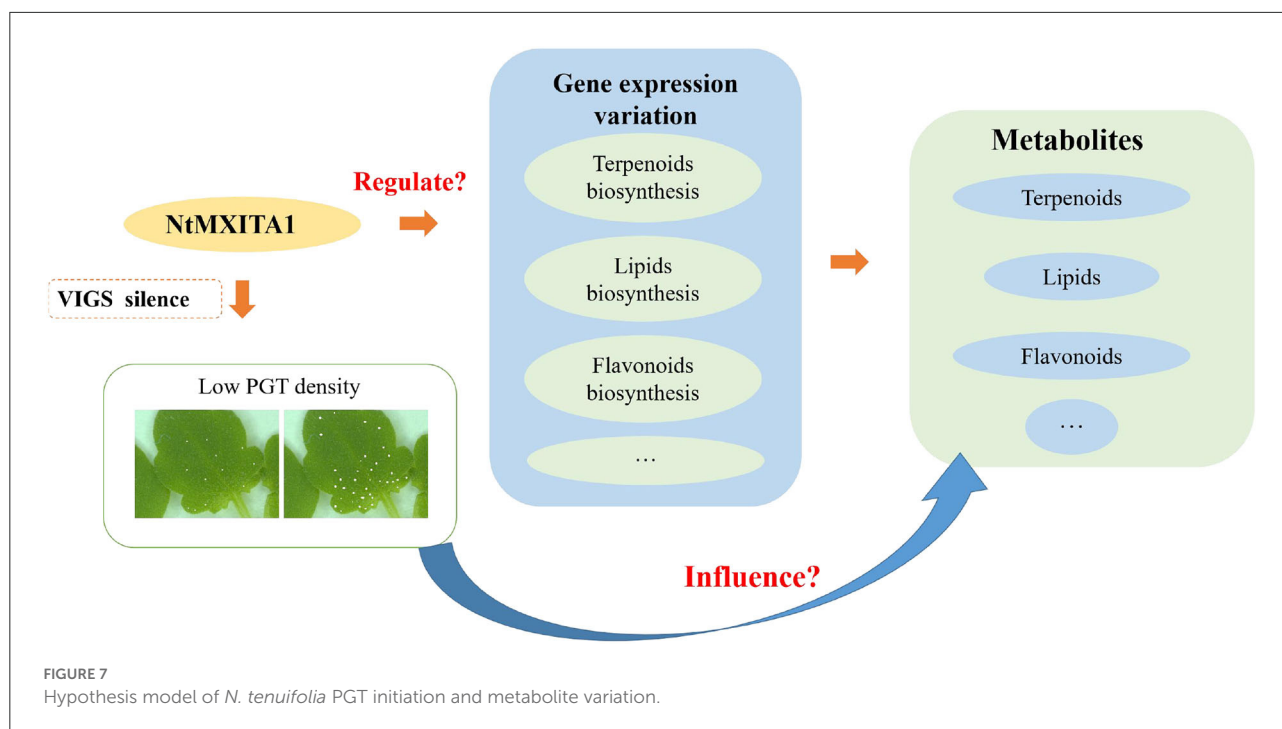 Gene expression
variation
Terpenoids
biosynthesis
Lipids
biosynthesis
Flavonoids
biosynthesis
...
Metabolites
Terpenoids
Lipids
Flavonoids
...
Regulate?
NtMXITA1
VIGS silence
Low PGT density
Influence?
FIGURE 7
Hypothesis model of N. tenuifolia PGT initiation and metabolite variation.